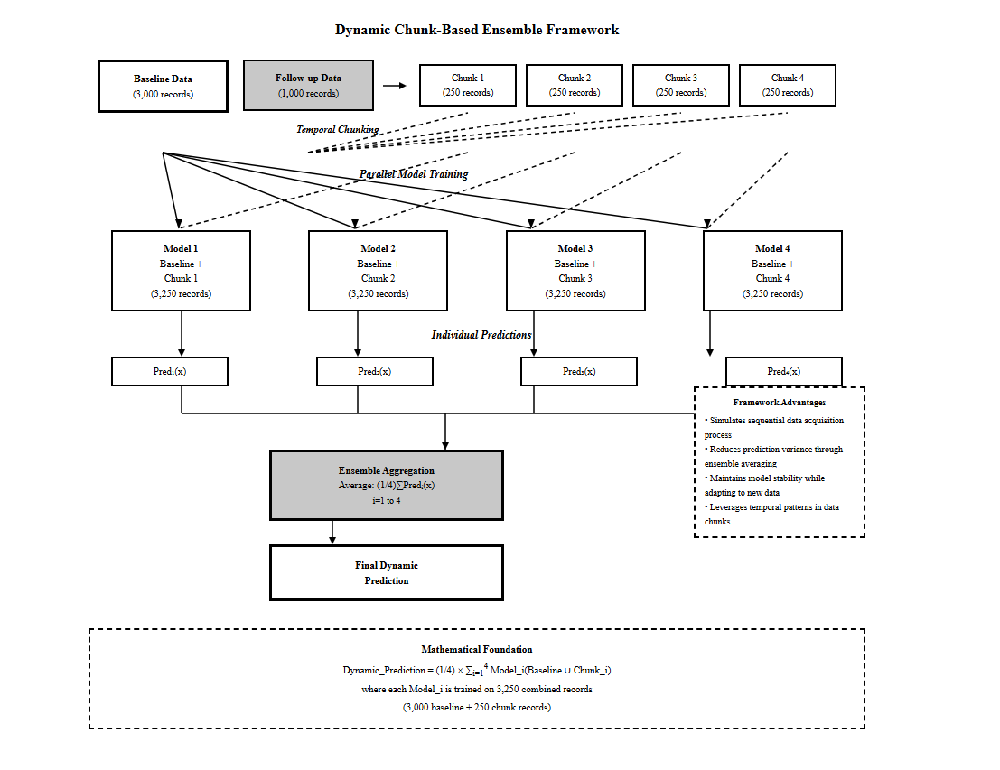 Dynamic Chunk-Based Ensemble Framework
Baseline Data
(3,000 records)
Follow-up Data
(1,000 records)
Chunk 1
(250 records)
Chunk 2
(250 records)
Chunk 3
(250 records)
Chunk 4
(250 records)
Temporal Chunking
Parallel Model Training
Model 1
Baseline +
Chunk 1
(3,250 records)
Model 2
Baseline +
Chunk 2
(3,250 records)
Model 3
Baseline +
Chunk 3
(3,250 records)
Model 4
Baseline +
Chunk 4
(3,250 records)
Individual Predictions
Pred₁(x)
Pred₂(x)
Pred₃(x)
Pred₄(x)
Framework Advantages
• Simulates sequential data acquisition
process
• Reduces prediction variance through
ensemble averaging
• Maintains model stability while
adapting to new data
• Leverages temporal patterns in data
chunks
Ensemble Aggregation
Average: (1/4)∑Predᵢ(x)
i=1 to 4
Final Dynamic
Prediction
Mathematical Foundation
Dynamic_Prediction = (1/4) × ∑ᵢ₌₁⁴ Model_i(Baseline ∪ Chunk_i)
where each Model_i is trained on 3,250 combined records
(3,000 baseline + 250 chunk records)